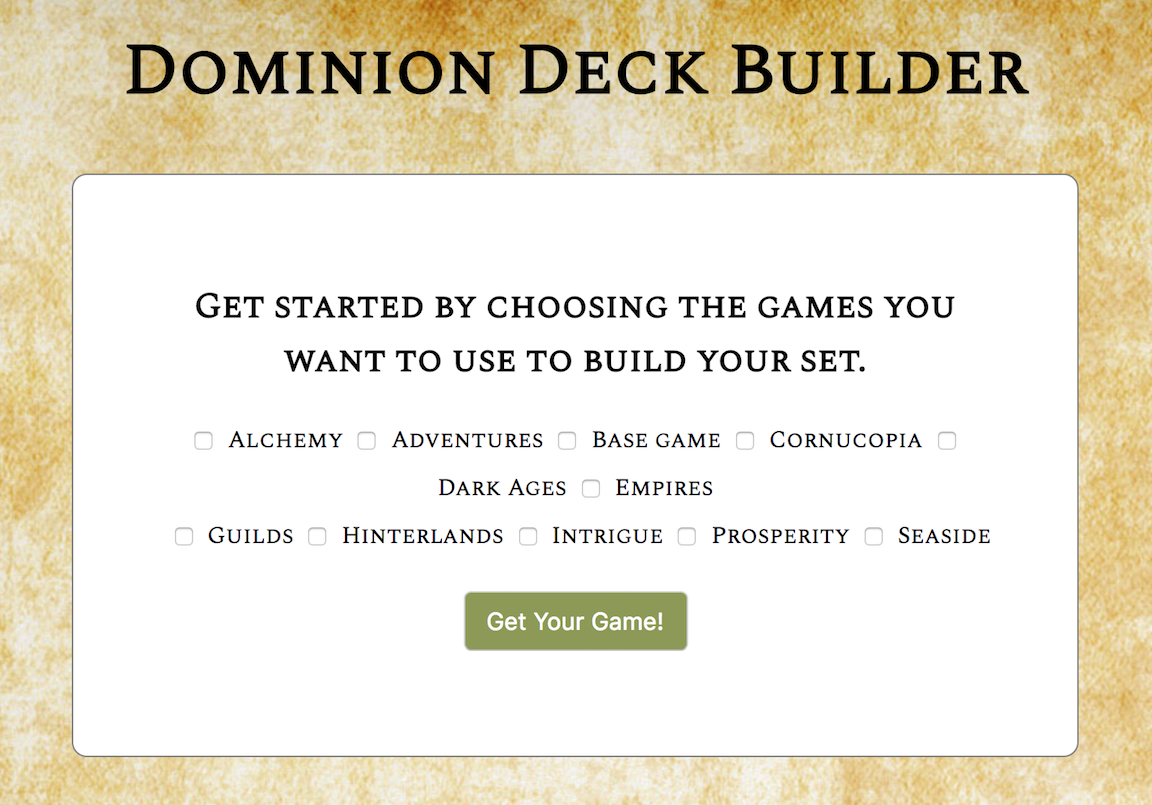 Dominion Deck Builder
Get started by choosing the games you
want to use to build your set.
Alchemy Adventures Base game Cornucopia
Dark Ages Empires
Guilds Hinterlands Intrigue Prosperity Seaside
Get Your Game!